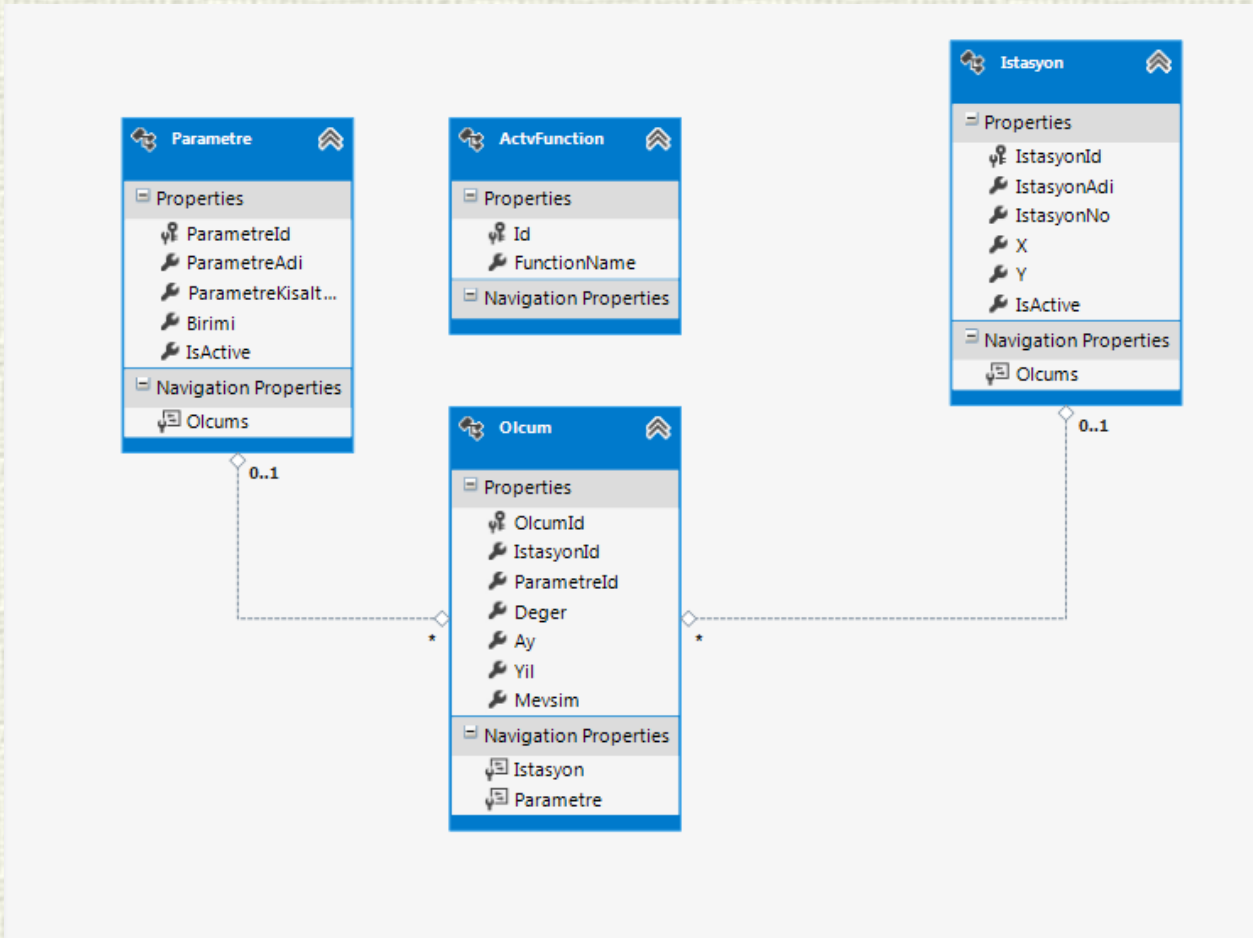 Parametre
Properties
ParametreId
ParametreAdi
ParametreKisalt...
Birimi
IsActive
Navigation Properties
Olcums
0..1
ActvFunction
Properties
Id
FunctionName
Navigation Properties
Istasyon
Properties
IstasyonId
IstasyonAdi
IstasyonNo
X
Y
IsActive
Navigation Properties
Olcums
0..1
Olcum
Properties
OlcumId
IstasyonId
ParametreId
Deger
Ay
Yil
Mevsim
Navigation Properties
Istasyon
Parametre
*
*